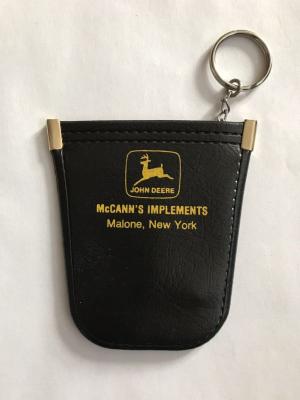 JOHN DEERE
McCANN'S IMPLEMENTS
Malone, New York